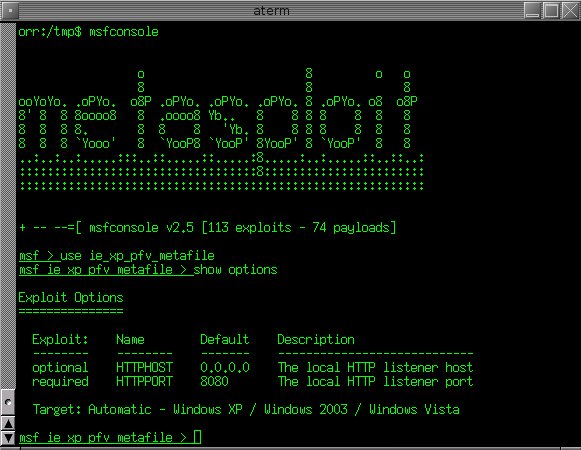 aterm
orr:/tmp$ msfconsole
                 o                       8         o   o
                 8                       8             8
ooYoYo. .oPYo.  o8P .oPYo. .oPYo. .oPYo. 8 .oPYo. o8  o8P
8' 8  8 8oooo8   8  .oooo8 Yb..   8    8 8 8    8  8   8
8  8  8 8.       8  8    8   'Yb. 8    8 8 8    8  8   8
8  8  8 `Yooo'   8  `YooP8 `YooP' 8YooP' 8 `YooP'  8   8
..:..:..:.....:::..::.....::.....:8.....:..:.....::..::..:
::::::::::::::::::::::::::::::::::8:::::::::::::::::::::::
::::::::::::::::::::::::::::::::::::::::::::::::::::::::::
+ -- --=[ msfconsole v2.5 [113 exploits - 74 payloads]
msf > use ie_xp_pfv_metafile
msf ie_xp_pfv_metafile > show options
Exploit Options
===============
Exploit:    Name        Default    Description
--------    --------    -------    ----------------------------
optional    HTTPHOST    0.0.0.0    The local HTTP listener host
required    HTTPPORT    8080       The local HTTP listener port
Target: Automatic - Windows XP / Windows 2003 / Windows Vista
msf ie_xp_pfv_metafile >